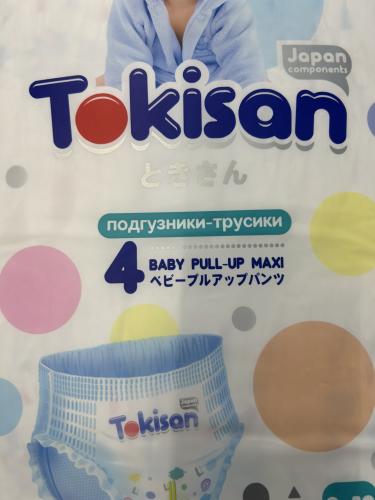 Japan
components
Tokisan
ときさん
подгузники-трусики
4
BABY PULL-UP MAXI
ベビープルアップパンツ
Japan
Tokisan